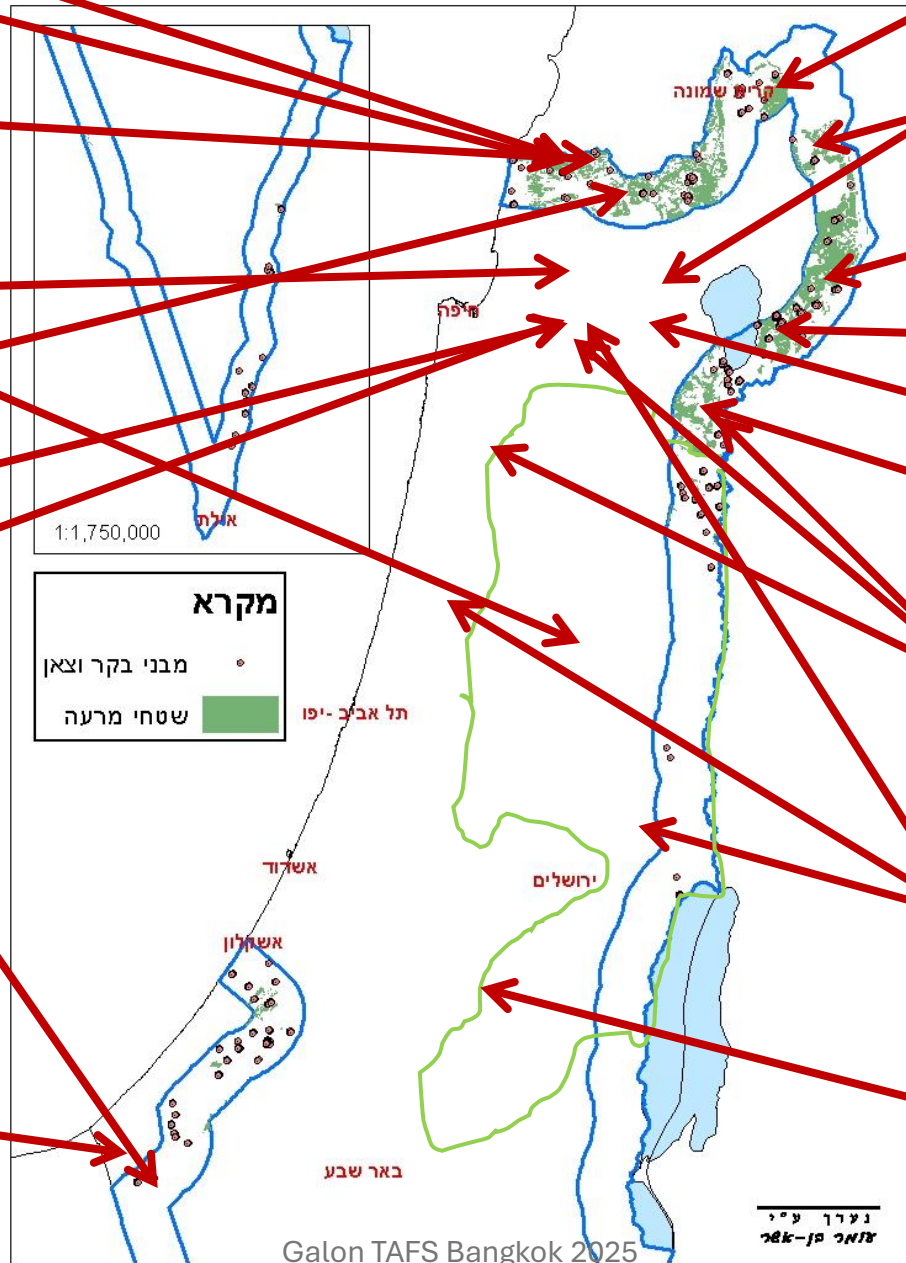 קרית שמונה
חיפה
אילת
1:1,750,000
מקרא
מבני בקר וצאן
שטחי מרעה
תל אביב -יפו
אשדוד
ירושלים
אשקלון
באר שבע
נערך ע"י
עומר בן-אשר
Galon TAFS Bangkok 2025